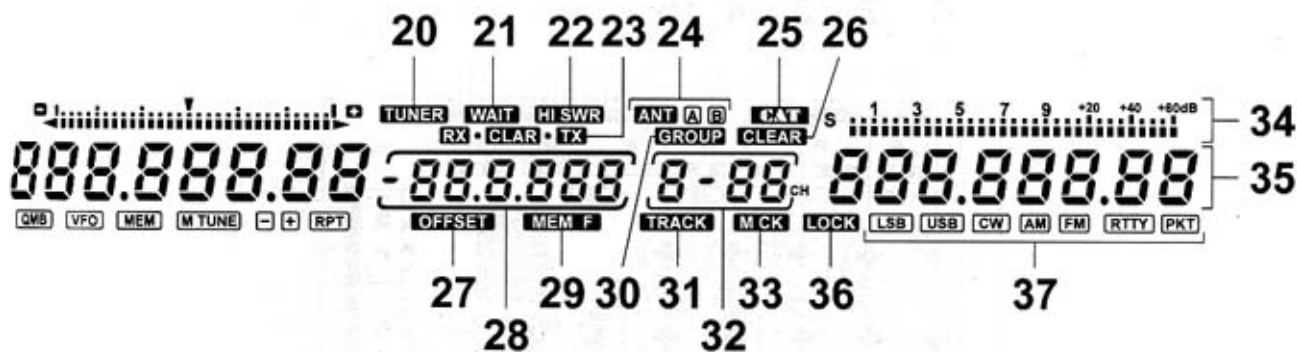 20 21 22 23 24 25 26
TUNER WAIT HI SWR ANT A B CAT
- + S 1 3 5 7 9 +20 +40 +60dB 34
RX • CLAR • TX GROUP CLEAR
888.888.88 -88.8.888 8-88 CH 888.888.88 35
QMB VFO MEM M TUNE - + RPT OFFSET MEM F TRACK M CK LOCK LSB USB CW AM FM RTTY PKT
27 29 30 31 33 36 37
28 32